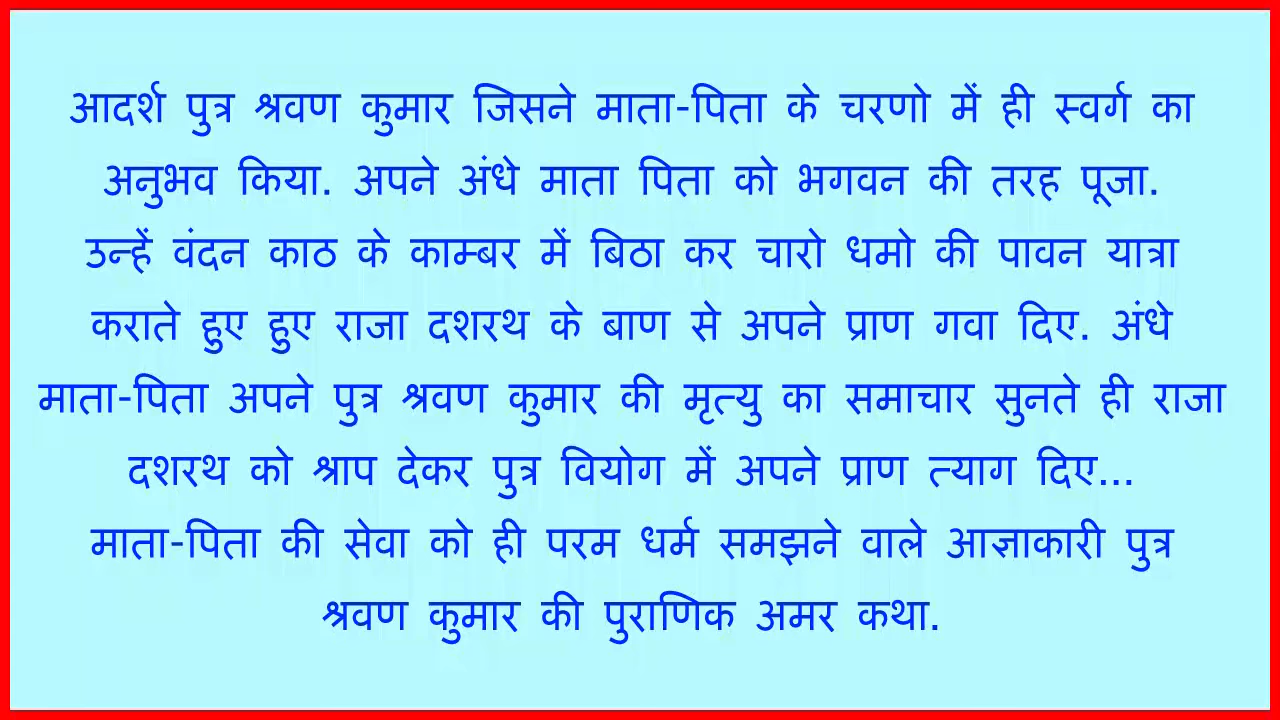 आदर्श पुत्र श्रवण कुमार जिसने माता-पिता के चरणो में ही स्वर्ग का
अनुभव किया. अपने अंधे माता पिता को भगवन की तरह पूजा.
उन्हें वंदन काठ के काम्बर में बिठा कर चारो धमो की पावन यात्रा
कराते हुए हुए राजा दशरथ के बाण से अपने प्राण गवा दिए. अंधे
माता-पिता अपने पुत्र श्रवण कुमार की मृत्यु का समाचार सुनते ही राजा
दशरथ को श्राप देकर पुत्र वियोग में अपने प्राण त्याग दिए...
माता-पिता की सेवा को ही परम धर्म समझने वाले आज्ञाकारी पुत्र
श्रवण कुमार की पुराणिक अमर कथा.